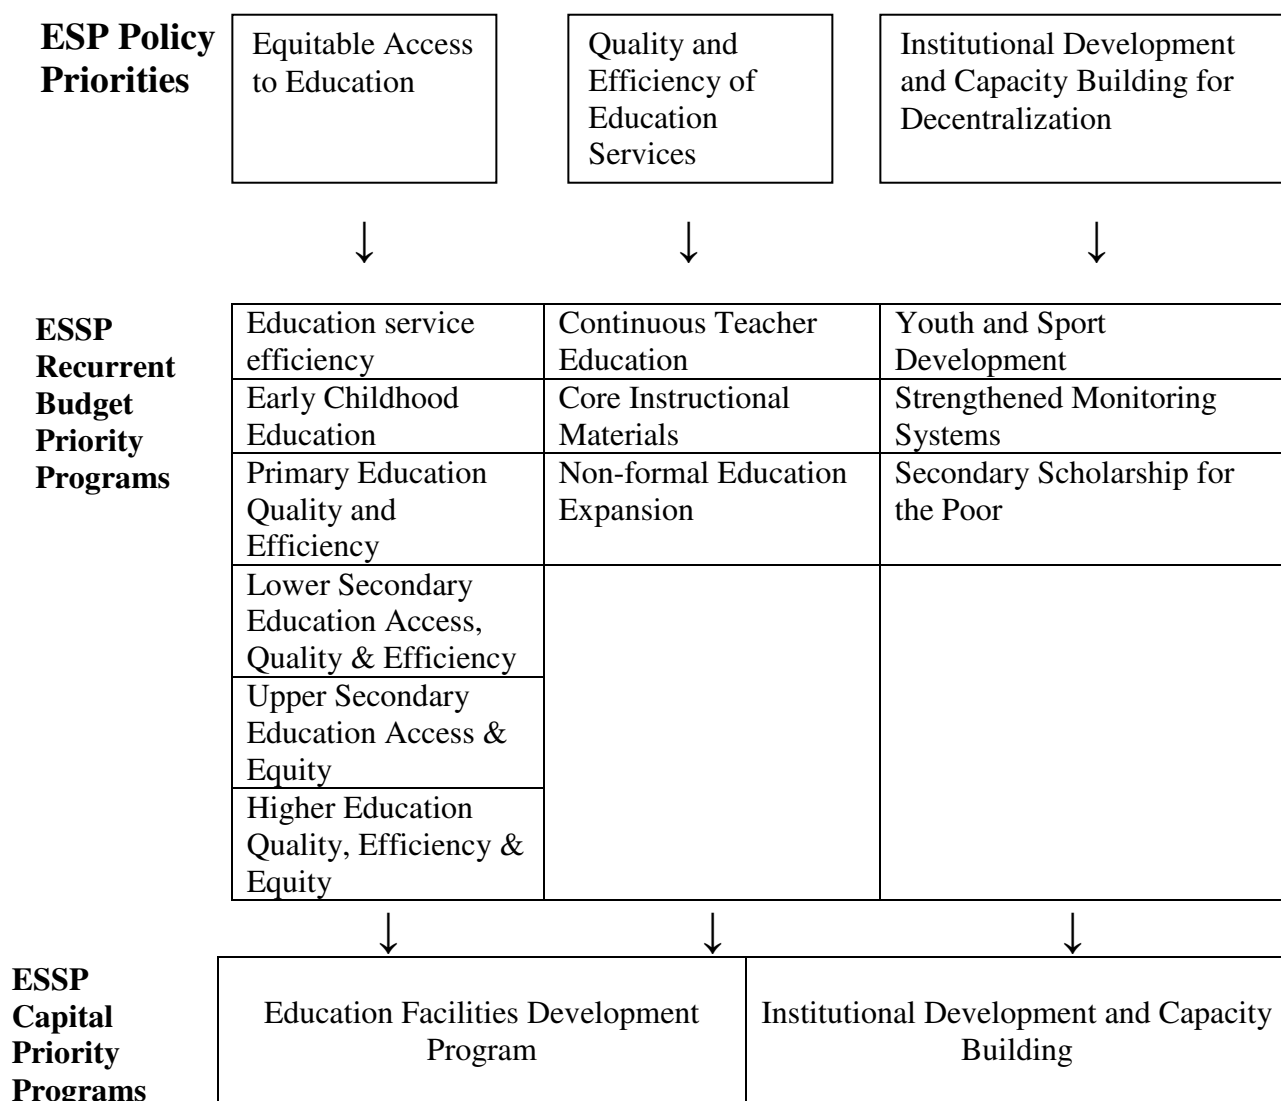 ESP Policy
Priorities
Equitable Access
to Education
Quality and
Efficiency of
Education
Services
Institutional Development
and Capacity Building for
Decentralization
↓
↓
↓
ESSP
Recurrent
Budget
Priority
Programs
Education service
efficiency
Continuous Teacher
Education
Youth and Sport
Development
Early Childhood
Education
Core Instructional
Materials
Strengthened Monitoring
Systems
Primary Education
Quality and
Efficiency
Non-formal Education
Expansion
Secondary Scholarship for
the Poor
Lower Secondary
Education Access,
Quality & Efficiency
Upper Secondary
Education Access &
Equity
Higher Education
Quality, Efficiency &
Equity
↓
↓
↓
ESSP
Capital
Priority
Programs
Education Facilities Development
Program
Institutional Development and Capacity
Building